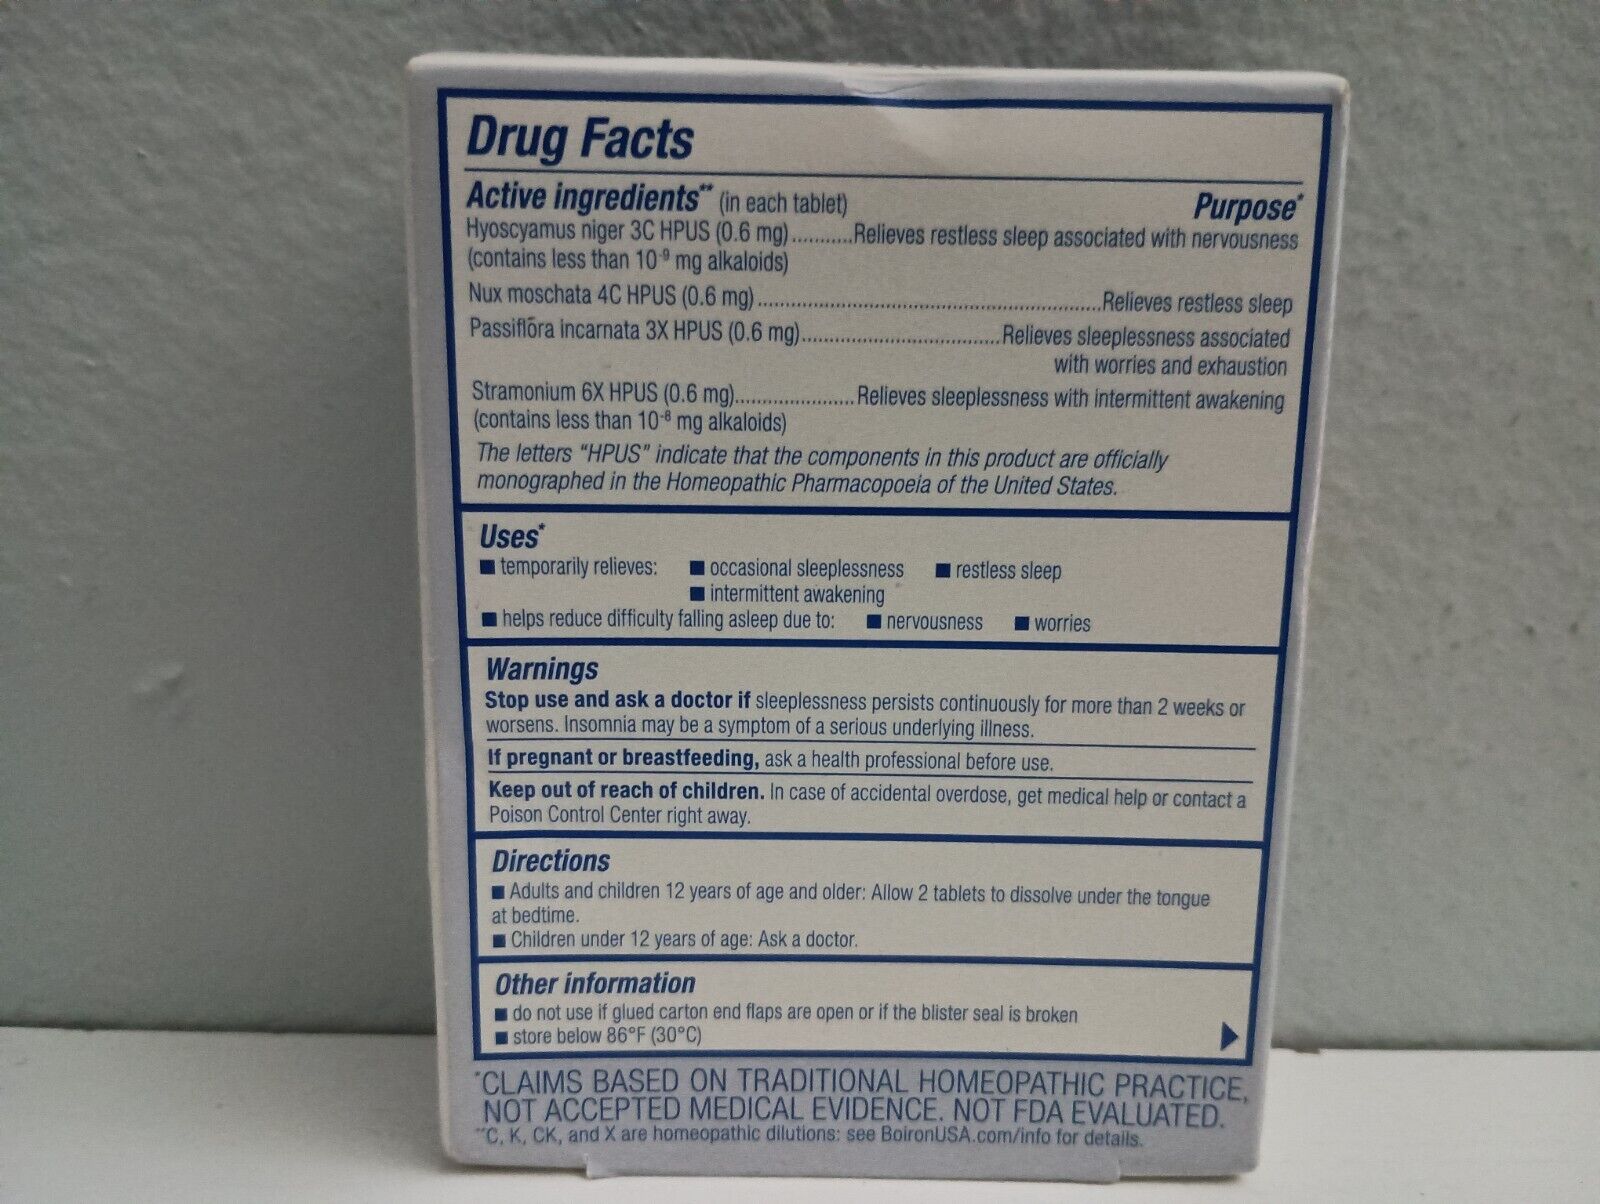 Drug Facts
Active ingredients** (in each tablet) Purpose*
Hyoscyamus niger 3C HPUS (0.6 mg)...........Relieves restless sleep associated with nervousness
(contains less than 10⁻⁹ mg alkaloids)
Nux moschata 4C HPUS (0.6 mg)..............................................................Relieves restless sleep
Passiflōra incarnata 3X HPUS (0.6 mg)....................................Relieves sleeplessness associated
with worries and exhaustion
Stramonium 6X HPUS (0.6 mg)......................Relieves sleeplessness with intermittent awakening
(contains less than 10⁻⁸ mg alkaloids)
The letters "HPUS" indicate that the components in this product are officially
monographed in the Homeopathic Pharmacopoeia of the United States.
Uses*
■ temporarily relieves: ■ occasional sleeplessness ■ restless sleep
■ intermittent awakening
■ helps reduce difficulty falling asleep due to: ■ nervousness ■ worries
Warnings
Stop use and ask a doctor if sleeplessness persists continuously for more than 2 weeks or
worsens. Insomnia may be a symptom of a serious underlying illness.
If pregnant or breastfeeding, ask a health professional before use.
Keep out of reach of children. In case of accidental overdose, get medical help or contact a
Poison Control Center right away.
Directions
■ Adults and children 12 years of age and older: Allow 2 tablets to dissolve under the tongue
at bedtime.
■ Children under 12 years of age: Ask a doctor.
Other information
■ do not use if glued carton end flaps are open or if the blister seal is broken
■ store below 86°F (30°C)
*CLAIMS BASED ON TRADITIONAL HOMEOPATHIC PRACTICE,
NOT ACCEPTED MEDICAL EVIDENCE. NOT FDA EVALUATED.
**C, K, CK, and X are homeopathic dilutions: see BoironUSA.com/info for details.